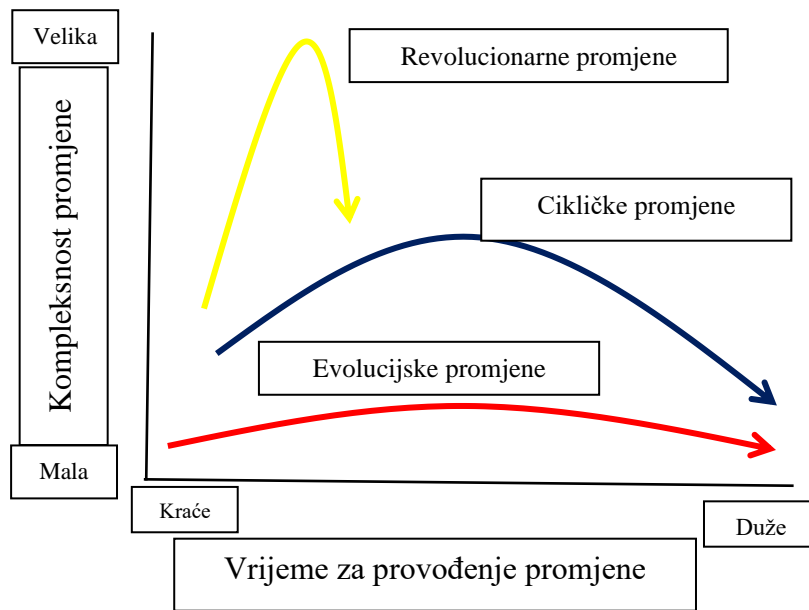 Velika
Revolucionarne promjene
Kompleksnost promjene
Cikličke promjene
Evolucijske promjene
Mala
Kraće
Duže
Vrijeme za provođenje promjene